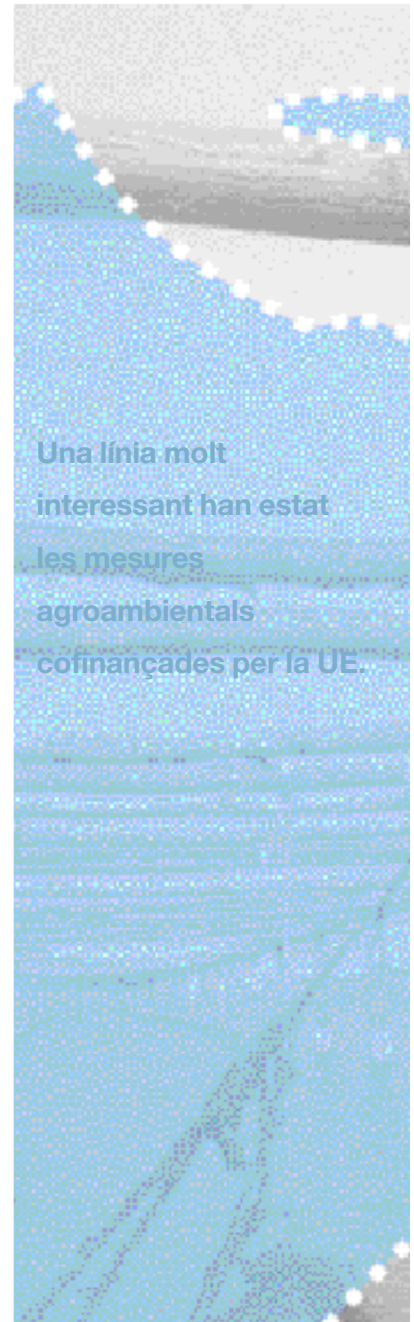 Una línia molt
interessant han estat
les mesures
agroambientals
cofinançades per la UE.